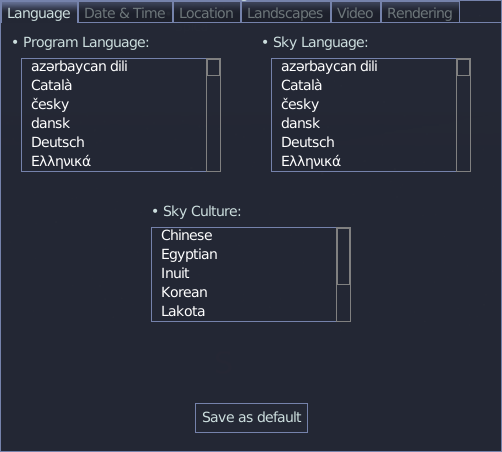 Language Date & Time Location Landscapes Video Rendering
• Program Language:
azərbaycan dili
Català
česky
dansk
Deutsch
Ελληνικά
• Sky Language:
azərbaycan dili
Català
česky
dansk
Deutsch
Ελληνικά
• Sky Culture:
Chinese
Egyptian
Inuit
Korean
Lakota
Save as default